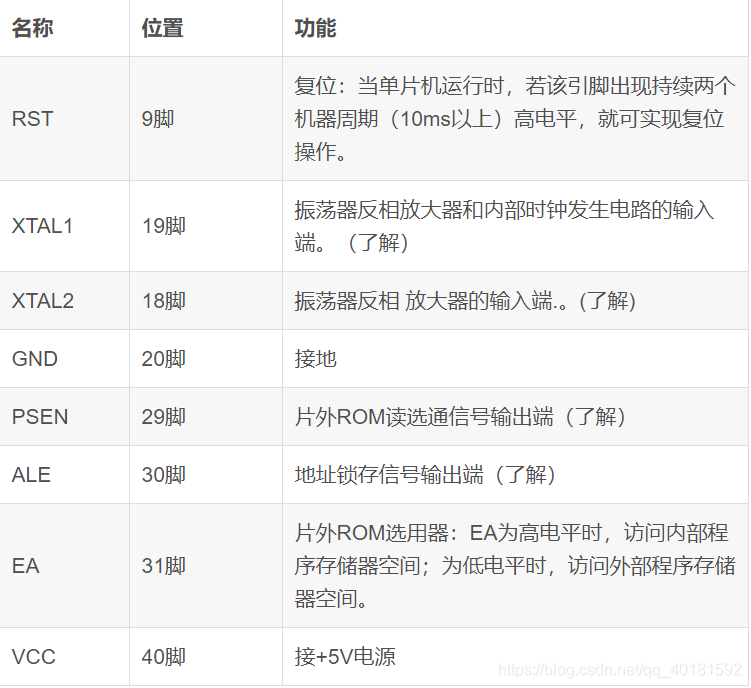 名称 位置 功能
RST 9脚 复位：当单片机运行时，若该引脚出现持续两个
机器周期（10ms以上）高电平，就可实现复位
操作。
XTAL1 19脚 振荡器反相放大器和内部时钟发生电路的输入
端。（了解）
XTAL2 18脚 振荡器反相 放大器的输入端.。(了解)
GND 20脚 接地
PSEN 29脚 片外ROM读选通信号输出端（了解）
ALE 30脚 地址锁存信号输出端（了解）
EA 31脚 片外ROM选用器：EA为高电平时，访问内部程
序存储器空间；为低电平时，访问外部程序存储
器空间。
VCC 40脚 接+5V电源
https://blog.csdn.net/qq_40181592